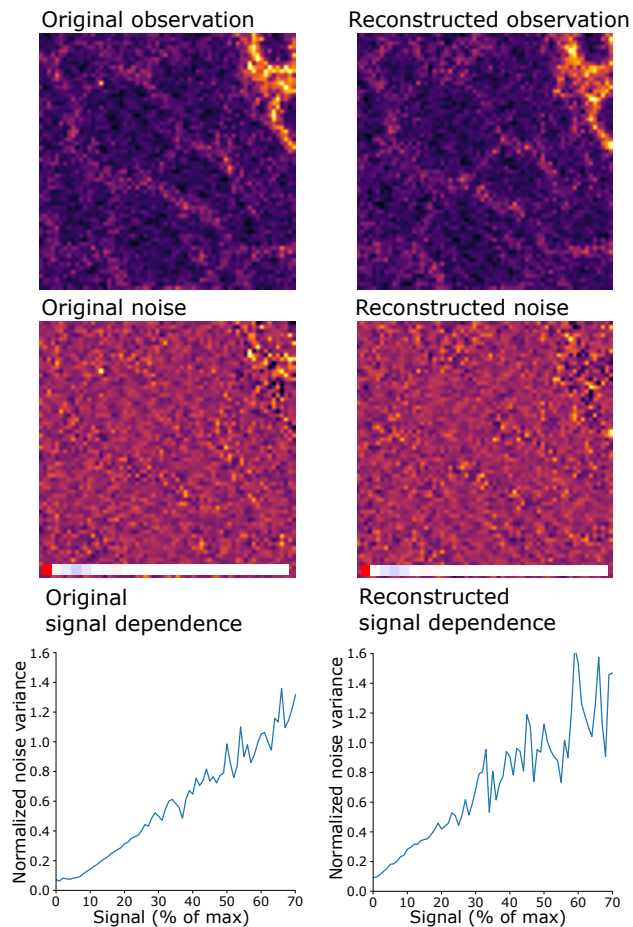 Original observation
Reconstructed observation
Original noise
Reconstructed noise
Original
signal dependence
Reconstructed
signal dependence
Normalized noise variance
1.6
1.4
1.2
1.0
0.8
0.6
0.4
0.2
0.0
0 10 20 30 40 50 60 70
Signal (% of max)
Normalized noise variance
1.6
1.4
1.2
1.0
0.8
0.6
0.4
0.2
0.0
0 10 20 30 40 50 60 70
Signal (% of max)